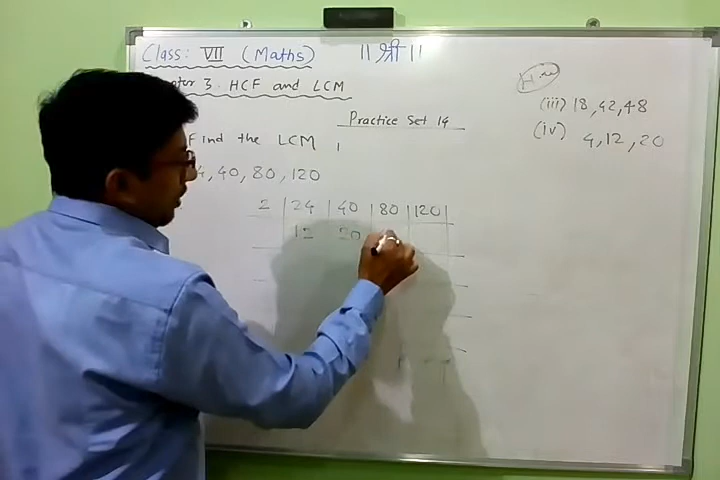 Class: VII (Maths)
॥ श्री ॥
3 HCF and LCM
Practice Set 14
Find the LCM
4, 40, 80, 120
2 24 40 80 120
12 20
H.W
(iii) 18, 42, 48
(iv) 4, 12, 20